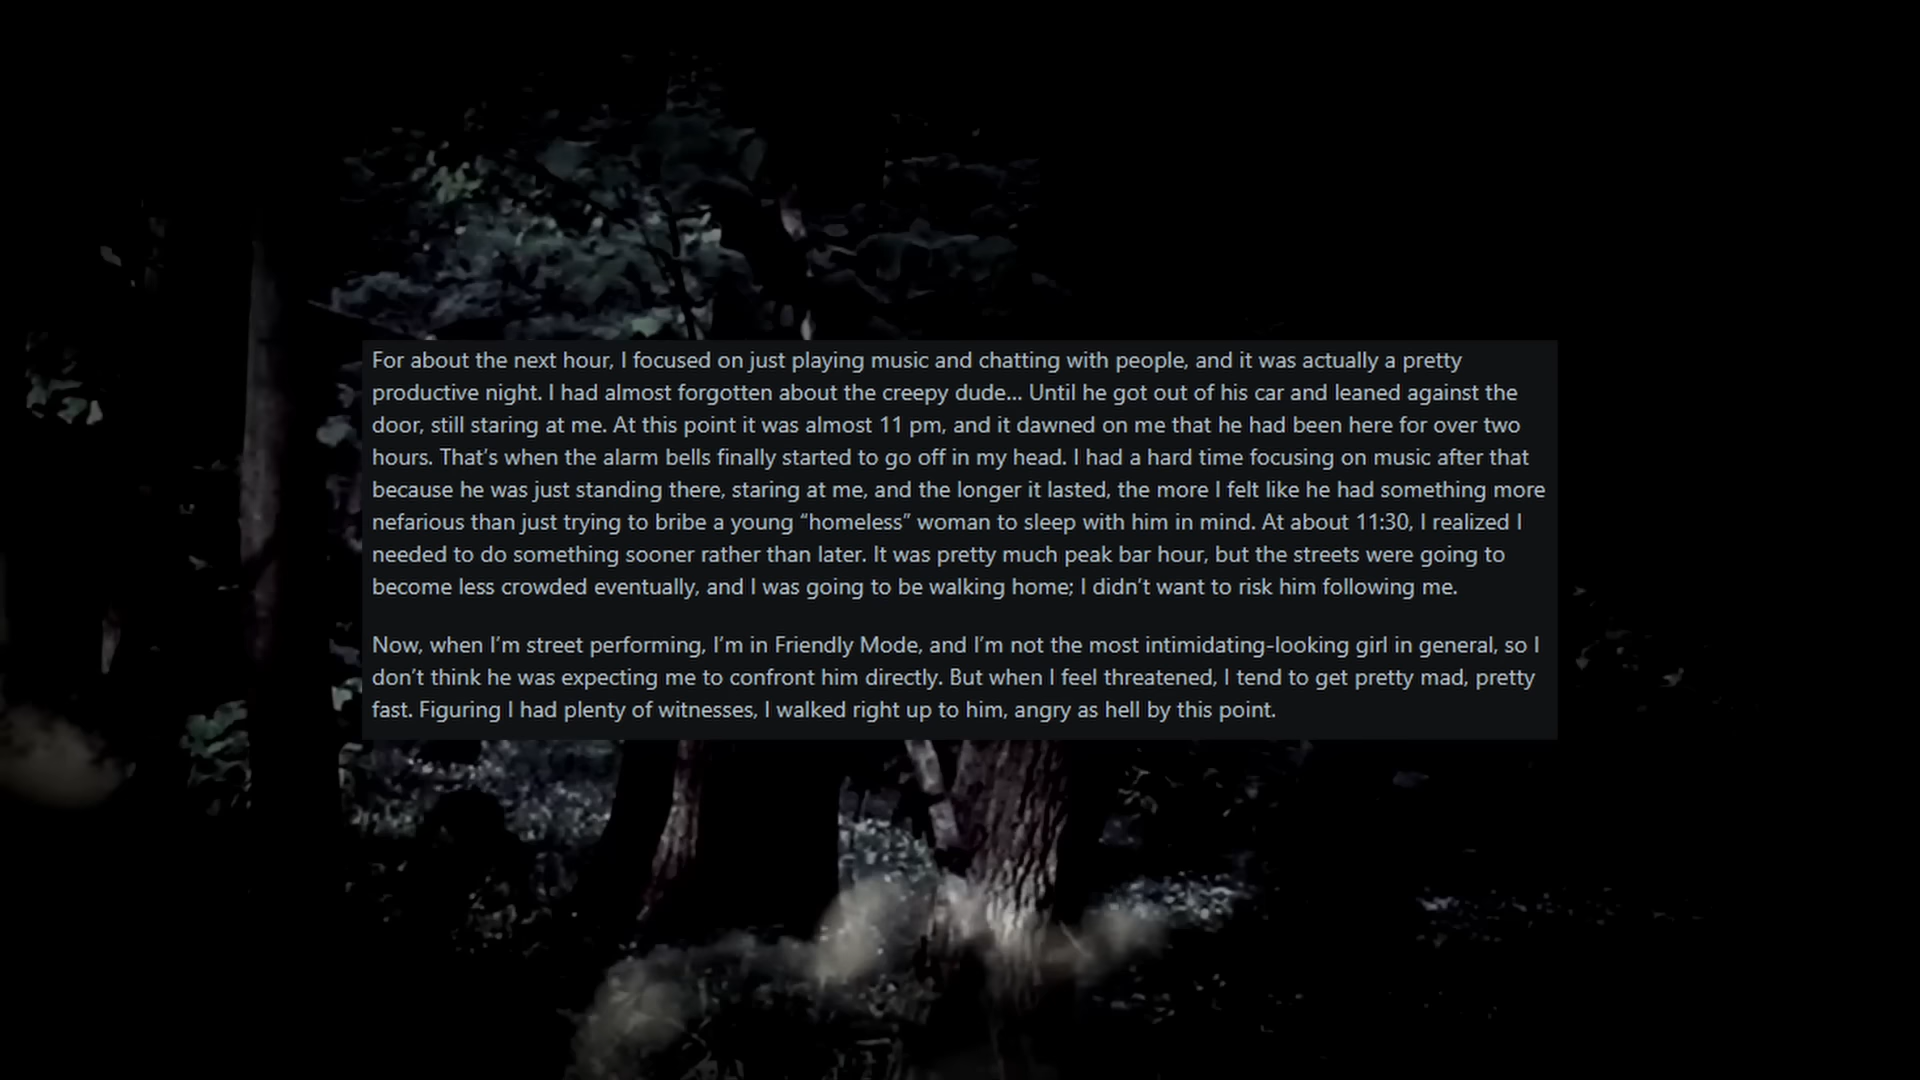 For about the next hour, I focused on just playing music and chatting with people, and it was actually a pretty
productive night. I had almost forgotten about the creepy dude... Until he got out of his car and leaned against the
door, still staring at me. At this point it was almost 11 pm, and it dawned on me that he had been here for over two
hours. That’s when the alarm bells finally started to go off in my head. I had a hard time focusing on music after that
because he was just standing there, staring at me, and the longer it lasted, the more I felt like he had something more
nefarious than just trying to bribe a young “homeless” woman to sleep with him in mind. At about 11:30, I realized I
needed to do something sooner rather than later. It was pretty much peak bar hour, but the streets were going to
become less crowded eventually, and I was going to be walking home; I didn’t want to risk him following me.
Now, when I’m street performing, I’m in Friendly Mode, and I’m not the most intimidating-looking girl in general, so I
don’t think he was expecting me to confront him directly. But when I feel threatened, I tend to get pretty mad, pretty
fast. Figuring I had plenty of witnesses, I walked right up to him, angry as hell by this point.